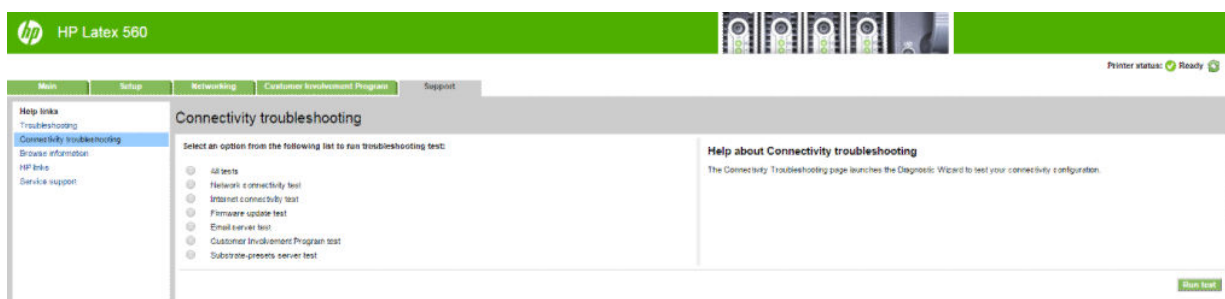 hp HP Latex 560
Printer status: Ready
Main Setup Networking Customer Involvement Program Support
Help links
Troubleshooting
Connectivity troubleshooting
Browse information
HP links
Service support
Connectivity troubleshooting
Select an option from the following list to run troubleshooting test:
All tests
Network connectivity test
Internet connectivity test
Firmware update test
Email server test
Customer Involvement Program test
Substrate-presets server test
Help about Connectivity troubleshooting
The Connectivity Troubleshooting page launches the Diagnostic Wizard to test your connectivity configuration.
Run test